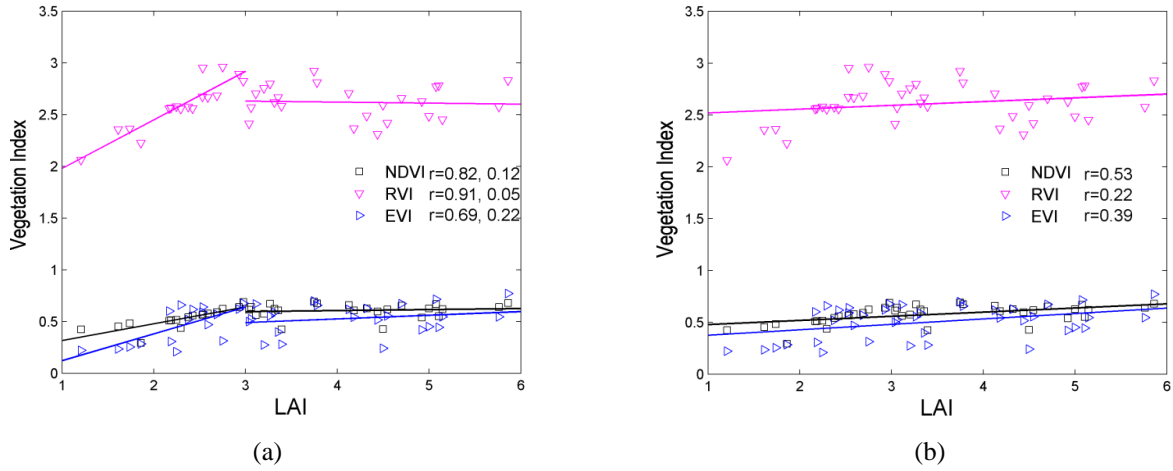 3.5
3
2.5
2
1.5
1
0.5
0
Vegetation Index
NDVI r=0.82, 0.12
RVI r=0.91, 0.05
EVI r=0.69, 0.22
1 2 3 4 5 6
LAI
(a)
3.5
3
2.5
2
1.5
1
0.5
0
Vegetation Index
NDVI r=0.53
RVI r=0.22
EVI r=0.39
1 2 3 4 5 6
LAI
(b)